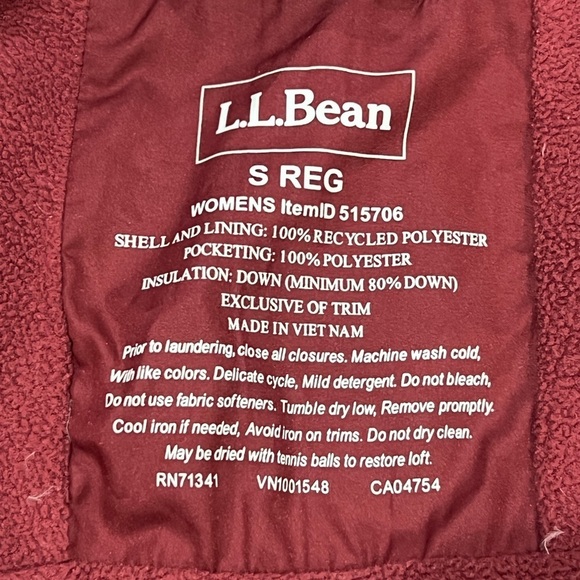 L.L.Bean
S REG
WOMENS ItemID 515706
SHELL AND LINING: 100% RECYCLED POLYESTER
POCKETING: 100% POLYESTER
INSULATION: DOWN (MINIMUM 80% DOWN)
EXCLUSIVE OF TRIM
MADE IN VIET NAM
Prior to laundering, close all closures. Machine wash cold,
With like colors. Delicate cycle, Mild detergent. Do not bleach,
Do not use fabric softeners. Tumble dry low, Remove promptly.
Cool iron if needed, Avoid iron on trims. Do not dry clean.
May be dried with tennis balls to restore loft.
RN71341 VN1001548 CA04754